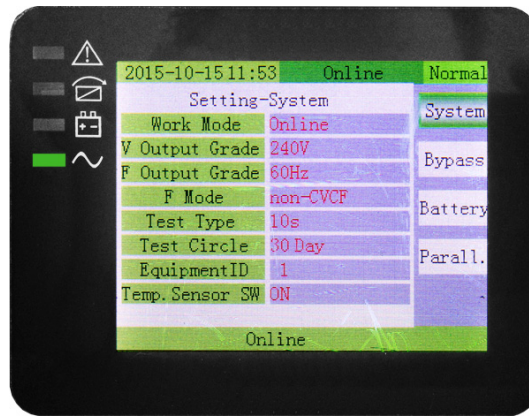 2015-10-15 11:53 Online Normal
Setting-System
System
Work Mode Online
V Output Grade 240V
Bypass
F Output Grade 60Hz
F Mode non-CVCF
Battery
Test Type 10s
Test Circle 30 Day
Parall.
EquipmentID 1
Temp. Sensor SW ON
Online